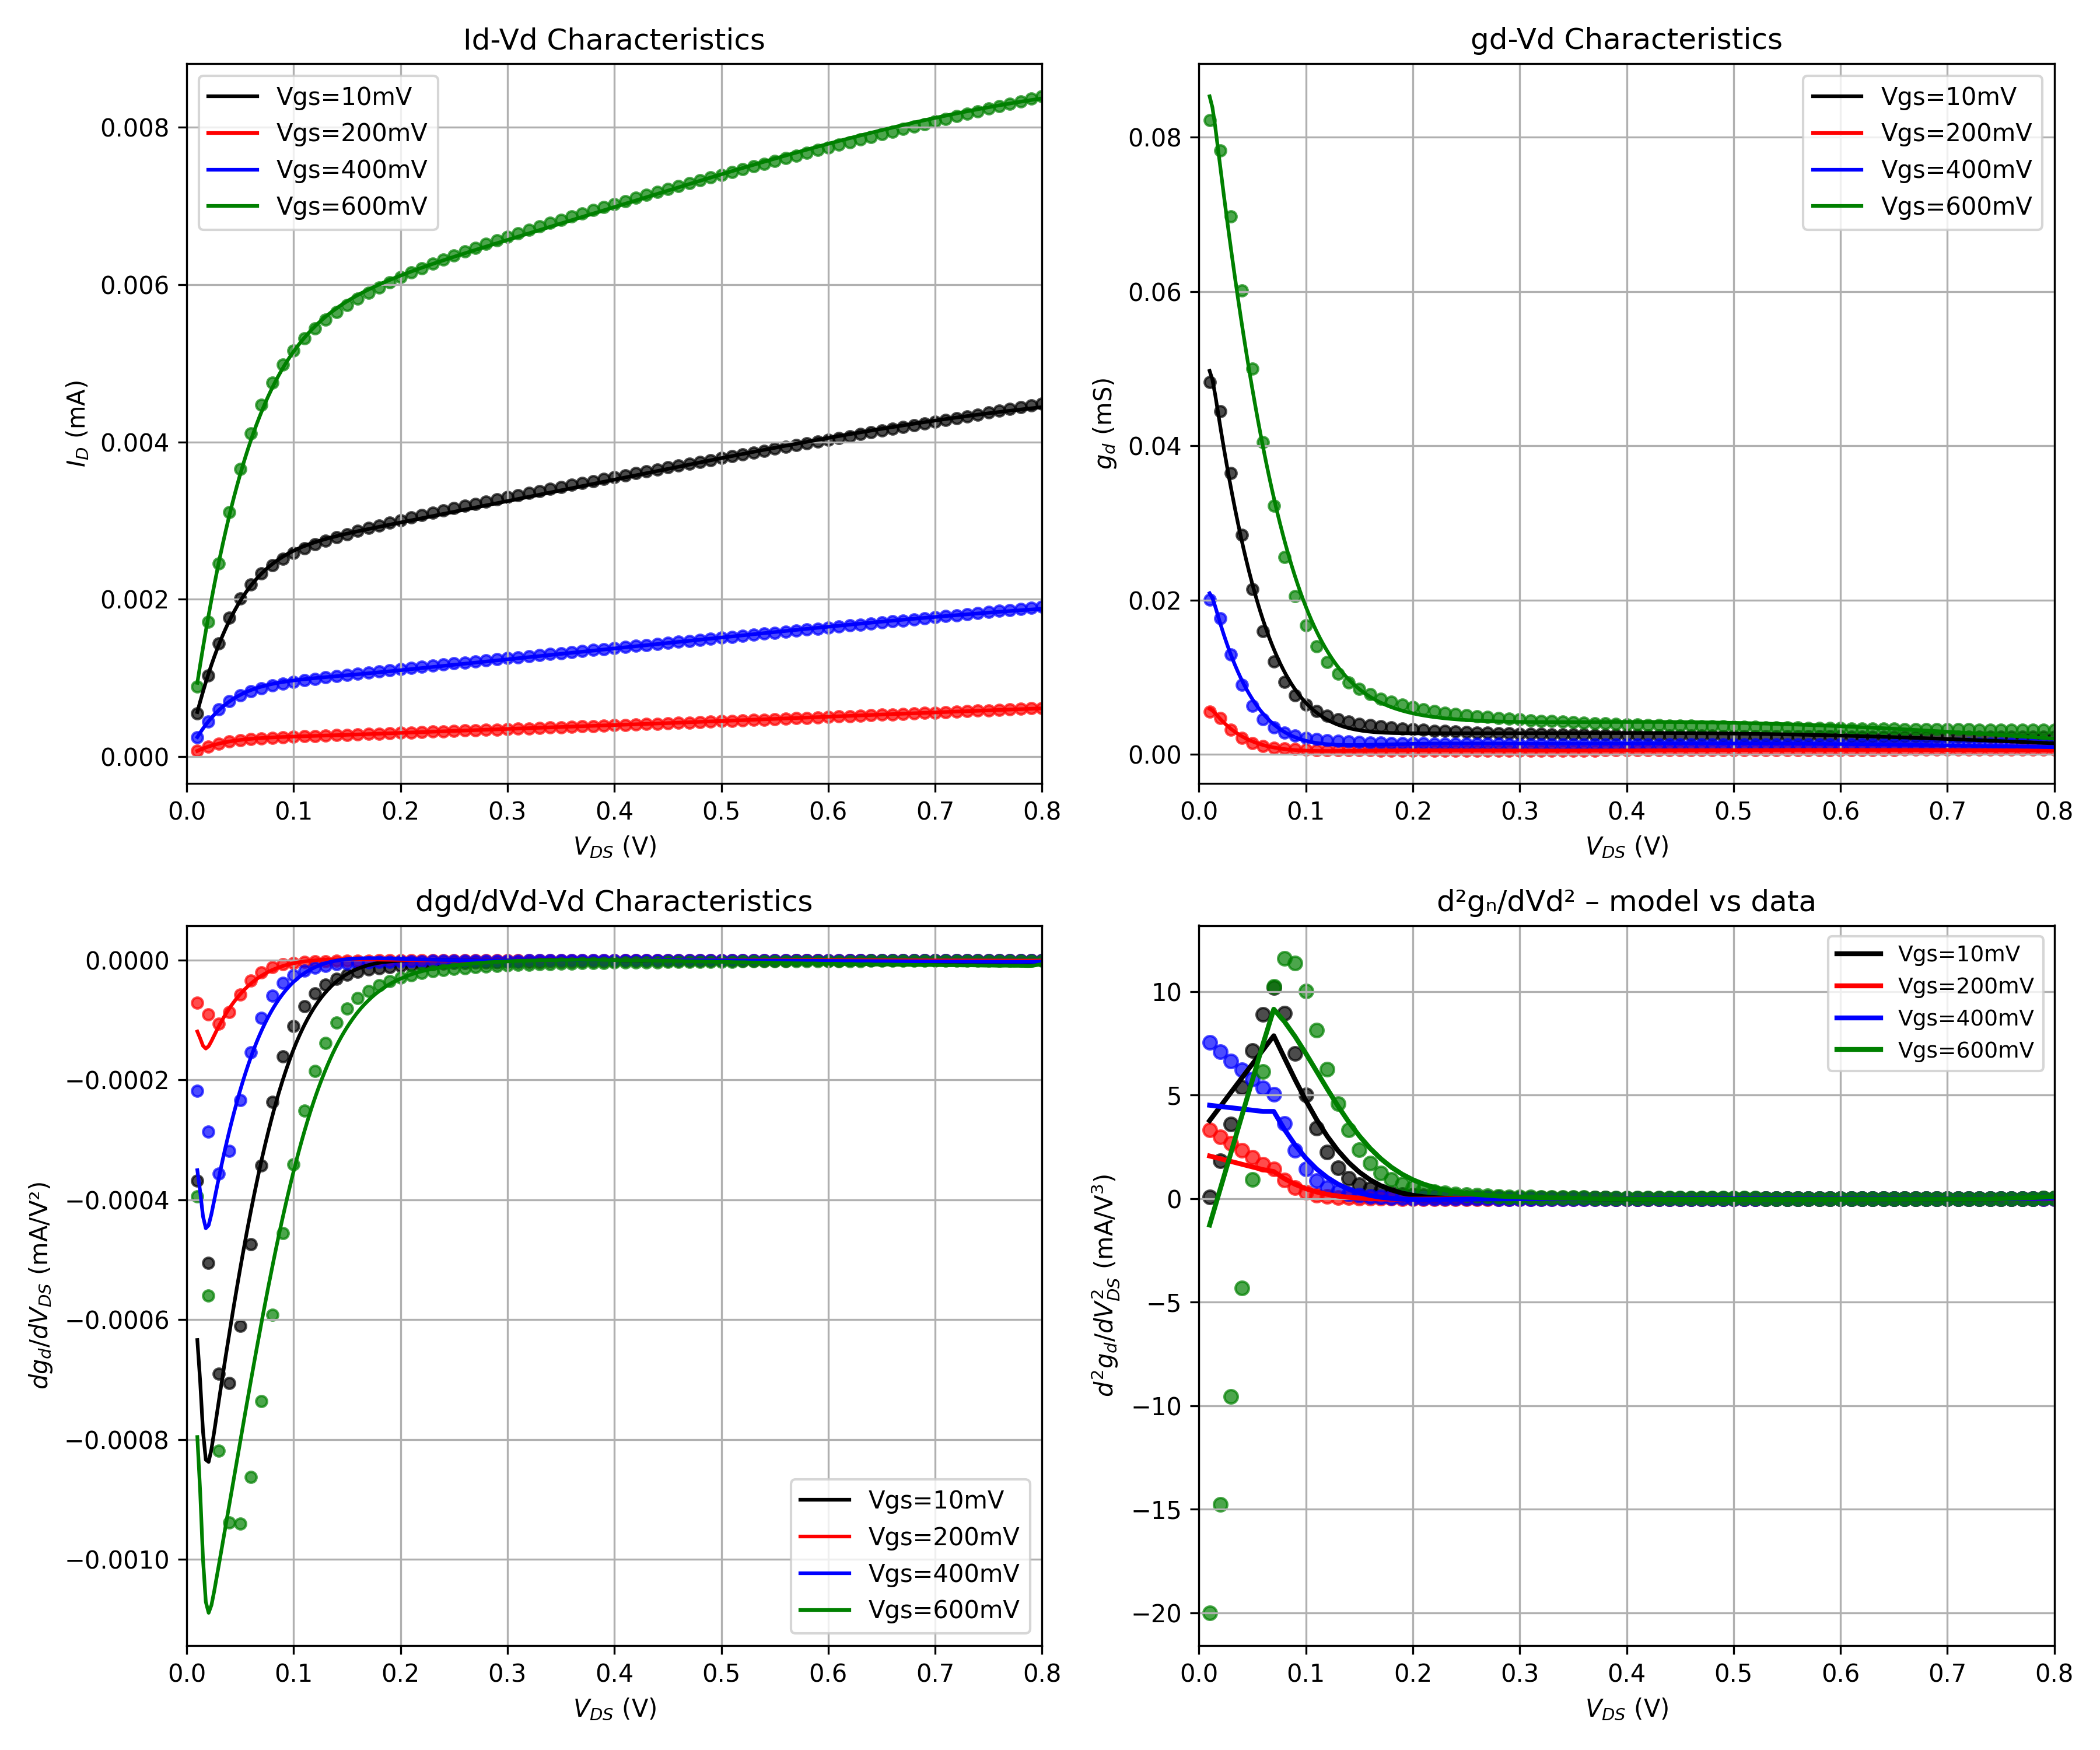 Id-Vd Characteristics
Vgs=10mV
Vgs=200mV
Vgs=400mV
Vgs=600mV
0.008
0.006
0.004
0.002
0.000
I_D (mA)
0.0 0.1 0.2 0.3 0.4 0.5 0.6 0.7 0.8
V_DS (V)
gd-Vd Characteristics
Vgs=10mV
Vgs=200mV
Vgs=400mV
Vgs=600mV
0.08
0.06
0.04
0.02
0.00
g_d (mS)
0.0 0.1 0.2 0.3 0.4 0.5 0.6 0.7 0.8
V_DS (V)
dgd/dVd-Vd Characteristics
0.0000
−0.0002
−0.0004
−0.0006
−0.0008
−0.0010
dg_d/dV_DS (mA/V²)
Vgs=10mV
Vgs=200mV
Vgs=400mV
Vgs=600mV
0.0 0.1 0.2 0.3 0.4 0.5 0.6 0.7 0.8
V_DS (V)
d²gₙ/dVd² – model vs data
Vgs=10mV
Vgs=200mV
Vgs=400mV
Vgs=600mV
10
5
0
−5
−10
−15
−20
d²g_d/dV²_DS (mA/V³)
0.0 0.1 0.2 0.3 0.4 0.5 0.6 0.7 0.8
V_DS (V)